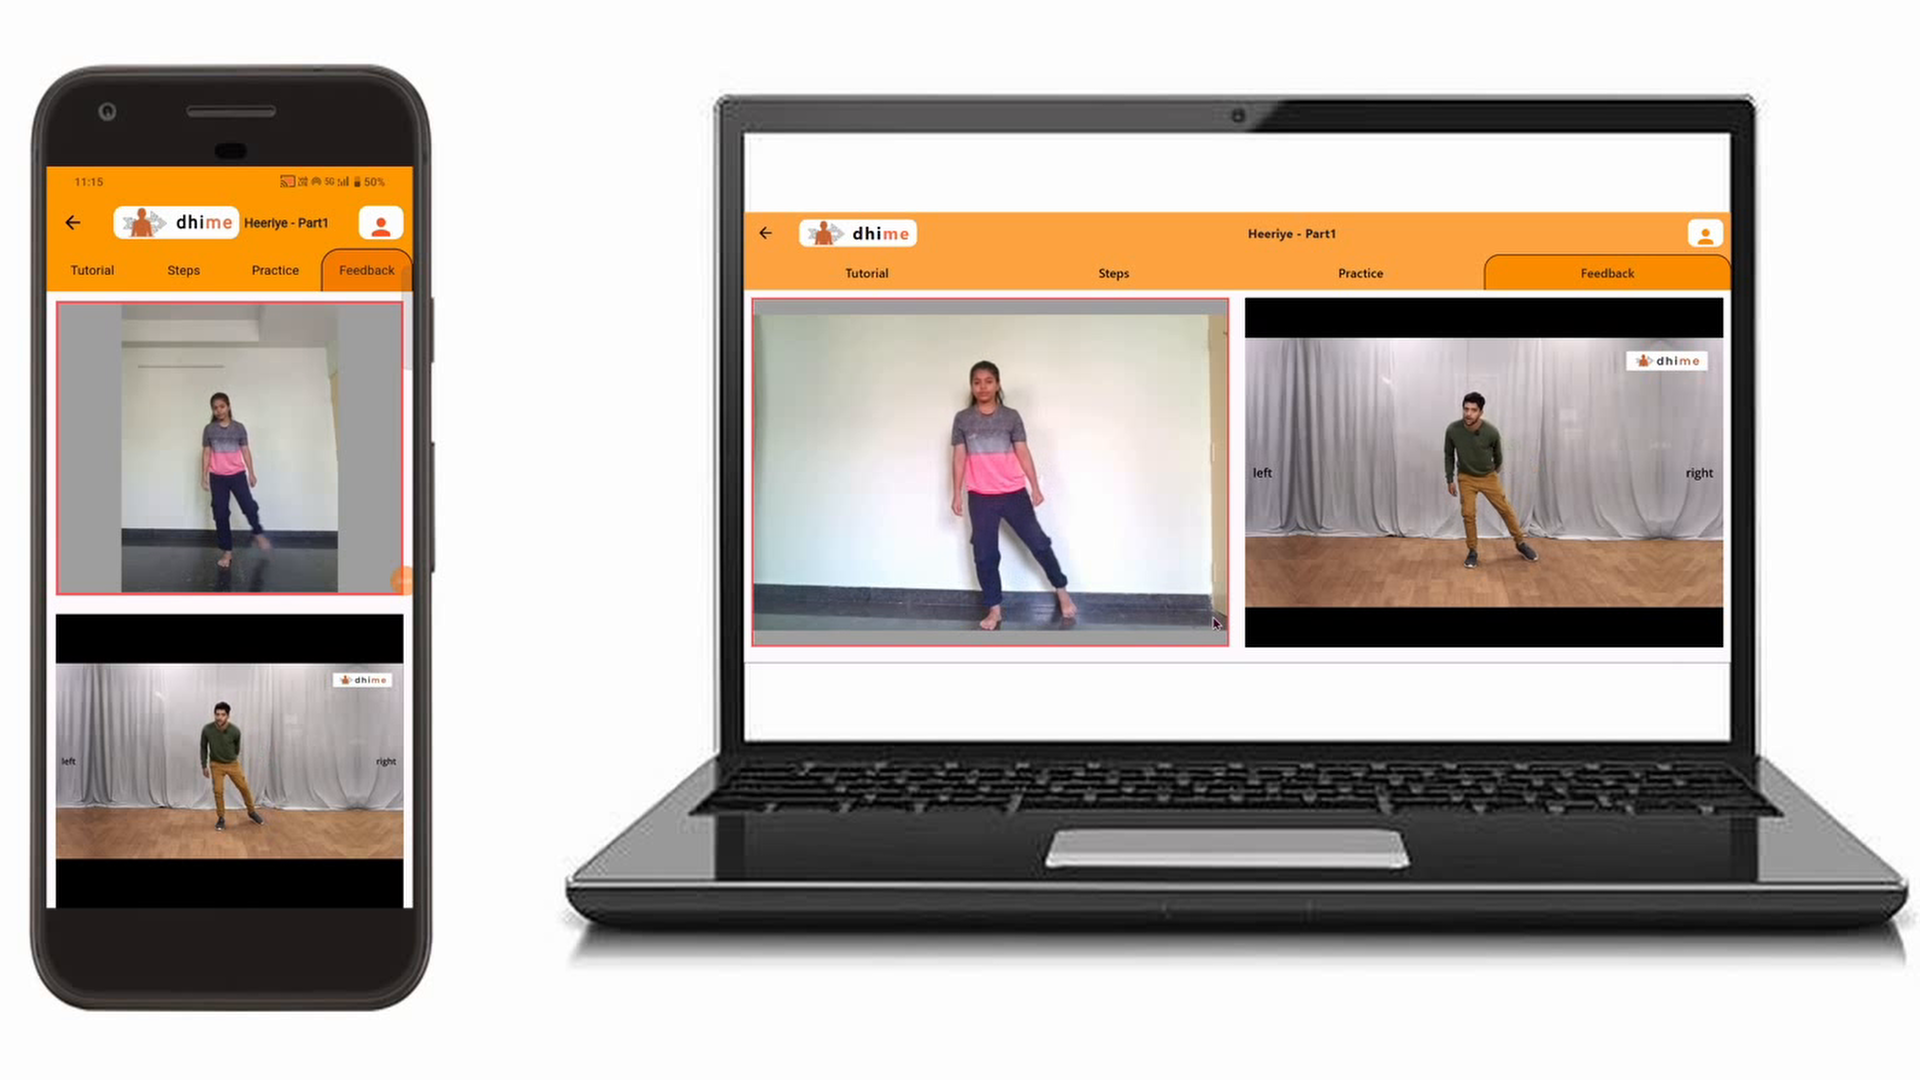 11:15
5G
50%
dhime
Heeriye - Part1
Tutorial
Steps
Practice
Feedback
dhime
left
right
dhime
Heeriye - Part1
Tutorial
Steps
Practice
Feedback
dhime
left
right